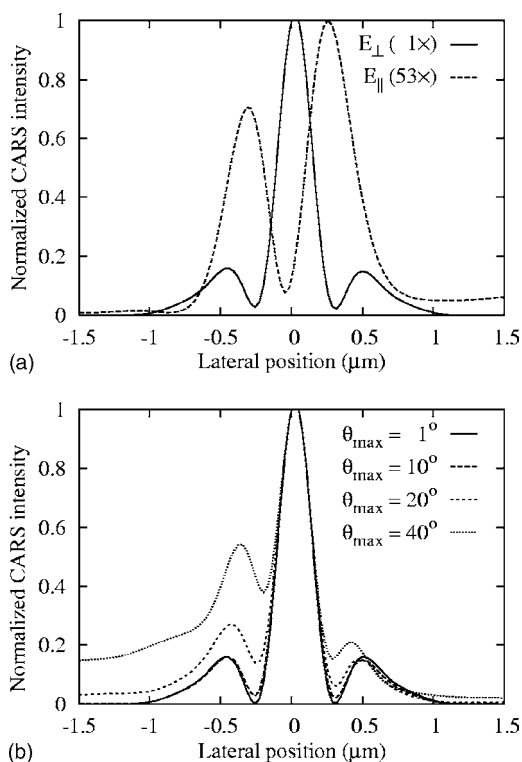 1
0.8
0.6
0.4
0.2
0
Normalized CARS intensity
E⊥ ( 1×)
E∥ (53×)
-1.5 -1 -0.5 0 0.5 1 1.5
(a) Lateral position (μm)
1
0.8
0.6
0.4
0.2
0
Normalized CARS intensity
θmax = 1°
θmax = 10°
θmax = 20°
θmax = 40°
-1.5 -1 -0.5 0 0.5 1 1.5
(b) Lateral position (μm)